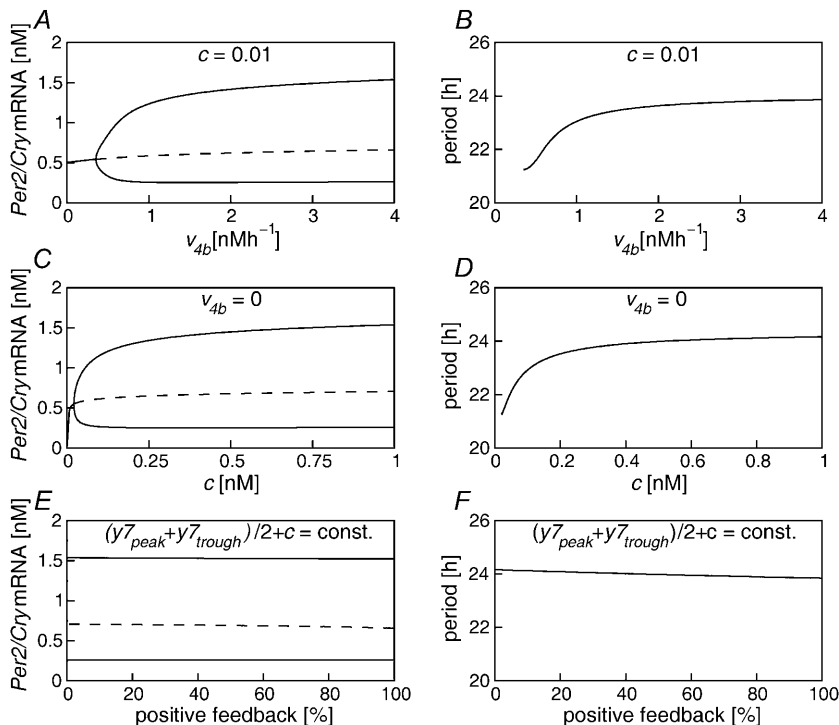 A
B
Per2/Cry mRNA [nM]
2
1.5
1
0.5
0
c = 0.01
0
1
2
3
4
v4b[nMh−1]
period [h]
26
24
22
20
c = 0.01
0
1
2
3
4
v4b[nMh−1]
C
D
Per2/Cry mRNA [nM]
2
1.5
1
0.5
0
v4b = 0
0
0.25
0.5
0.75
1
c [nM]
period [h]
26
24
22
20
v4b = 0
0
0.2
0.4
0.6
0.8
1
c [nM]
E
F
Per2/Cry mRNA [nM]
2
1.5
1
0.5
0
(y7peak+y7trough)/2+c = const.
0
20
40
60
80
100
positive feedback [%]
period [h]
26
24
22
20
(y7peak+y7trough)/2+c = const.
0
20
40
60
80
100
positive feedback [%]